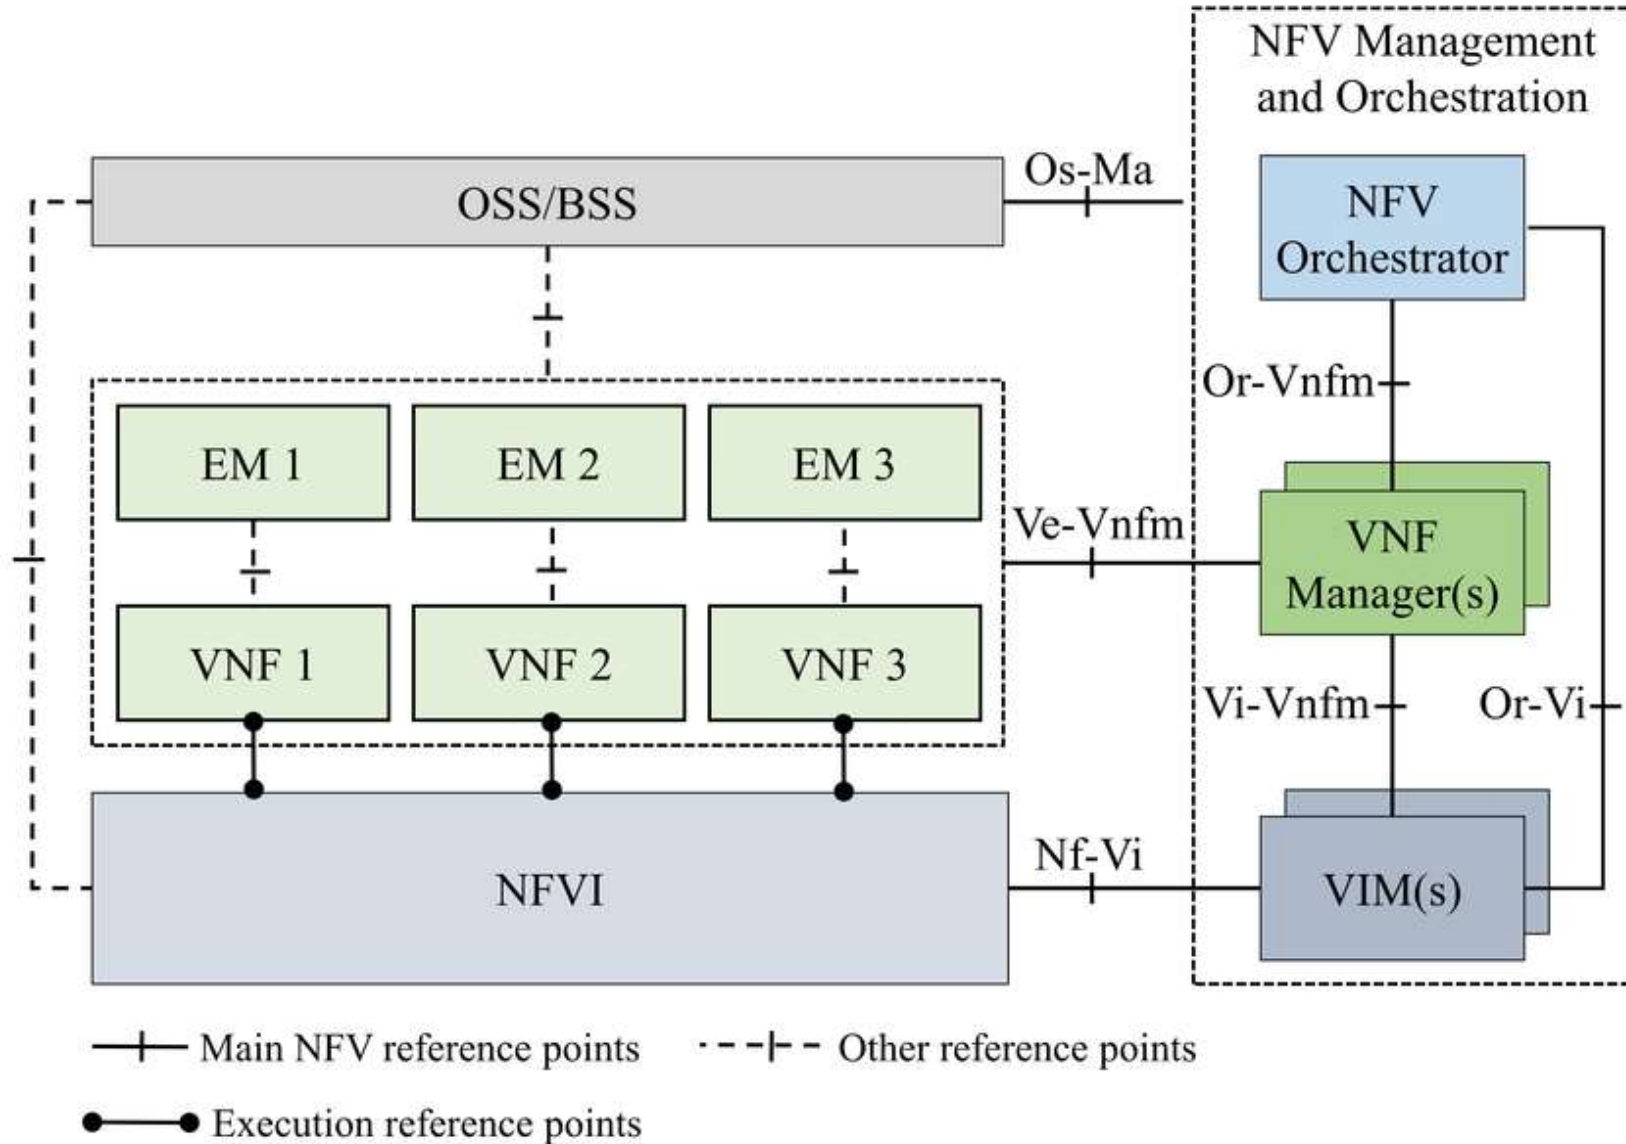 NFV Management
and Orchestration
Os-Ma
OSS/BSS
NFV
Orchestrator
Or-Vnfm
EM 1
EM 2
EM 3
Ve-Vnfm
VNF
Manager(s)
VNF 1
VNF 2
VNF 3
Vi-Vnfm
Or-Vi
Nf-Vi
NFVI
VIM(s)
Main NFV reference points
Other reference points
Execution reference points